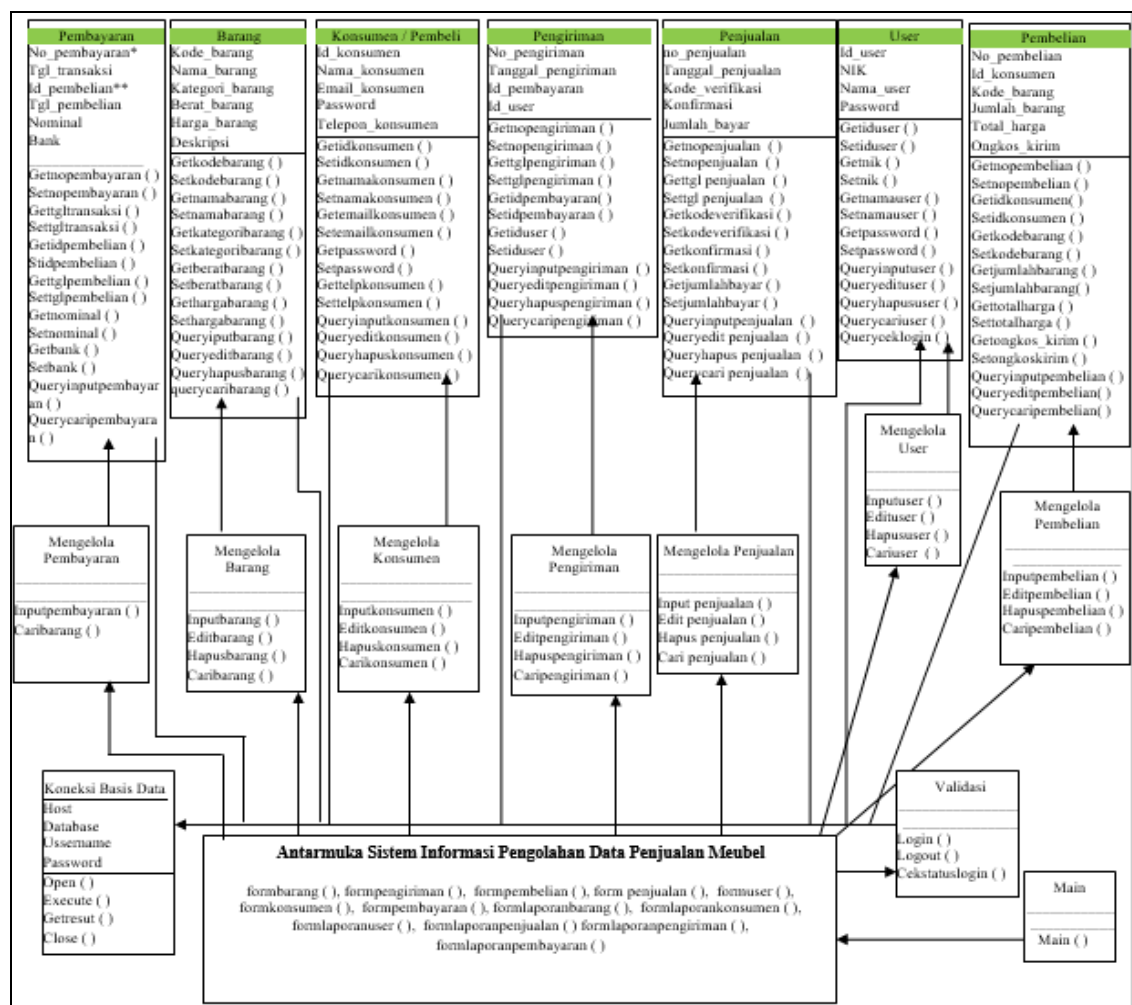 Pembayaran
No_pembayaran*
Tgl_transaksi
Id_pembelian**
Tgl_pembelian
Nominal
Bank
Getnopembayaran ( )
Setnopembayaran ( )
Gettgltransaksi ( )
Settgltransaksi ( )
Getidpembelian ( )
Stidpembelian ( )
Gettglpembelian ( )
Settglpembelian ( )
Getnominal ( )
Setnominal ( )
Getbank ( )
Setbank ( )
Queryinputpembayar
an ( )
Querycaripembayara
n ( )
Barang
Kode_barang
Nama_barang
Kategori_barang
Berat_barang
Harga_barang
Deskripsi
Getkodebarang ( )
Setkodebarang ( )
Getnamabarang ( )
Setnamabarang ( )
Getkategoribarang ( )
Setkategoribarang ( )
Getberatbarang ( )
Setberatbarang ( )
Gethargabarang ( )
Sethargabarang ( )
Queryiputbarang ( )
Queryeditbarang ( )
Queryhapusbarang ( )
querycaribarang ( )
Konsumen / Pembeli
Id_konsumen
Nama_konsumen
Email_konsumen
Password
Telepon_konsumen
Getidkonsumen ( )
Setidkonsumen ( )
Getnamakonsumen ( )
Setnamakonsumen ( )
Getemailkonsumen ( )
Setemailkonsumen ( )
Getpassword ( )
Setpassword ( )
Gettelpkonsumen ( )
Settelpkonsumen ( )
Queryinputkonsumen ( )
Queryeditkonsumen ( )
Queryhapuskonsumen ( )
Querycarikonsumen ( )
Pengiriman
No_pengiriman
Tanggal_pengiriman
Id_pembayaran
Id_user
Getnopengiriman ( )
Setnopengiriman ( )
Gettglpengiriman ( )
Settglpengiriman ( )
Getidpembayaran( )
Setidpembayaran ( )
Getiduser ( )
Setiduser ( )
Queryinputpengiriman ( )
Queryeditpengiriman ( )
Queryhapuspengiriman ( )
Qluerycaripengiriman ( )
Penjualan
no_penjualan
Tanggal_penjualan
Kode_verifikasi
Konfirmasi
Jumlah_bayar
Getnopenjualan ( )
Setnopenjualan ( )
Gettgl penjualan ( )
Settgl penjualan ( )
Getkodeverifikasi ( )
Setkodeverifikasi ( )
Getkonfirmasi ( )
Setkonfirmasi ( )
Getjumlahbayar ( )
Setjumlahbayar ( )
Queryinputpenjualan ( )
Queryedit penjualan ( )
Queryhapus penjualan ( )
Querycari penjualan ( )
User
Id_user
NIK
Nama_user
Password
Getiduser ( )
Setiduser ( )
Getnik ( )
Setnik ( )
Getnamauser ( )
Setnamauser ( )
Getpassword ( )
Setpassword ( )
Queryinputuser ( )
Queryedituser ( )
Queryhapususer ( )
Querycariuser ( )
Queryceklogin ( )
Pembelian
No_pembelian
Id_konsumen
Kode_barang
Jumlah_barang
Total_harga
Ongkos_kirim
Getnopembelian ( )
Setnopembelian ( )
Getidkonsumen( )
Setidkonsumen ( )
Getkodebarang ( )
Setkodebarang ( )
Getjumlahbarang ( )
Setjumlahbarang( )
Gettotalharga ( )
Settotalharga ( )
Getongkos_kirim ( )
Setongkoskirim ( )
Queryinputpembelian ( )
Queryeditpembelian( )
Querycaripembelian( )
Mengelola
Pembayaran
Inputpembayaran ( )
Caribarang ( )
Mengelola
Barang
Inputbarang ( )
Editbarang ( )
Hapusbarang ( )
Caribarang ( )
Mengelola
Konsumen
Inputkonsumen ( )
Editkonsumen ( )
Hapuskonsumen ( )
Carikonsumen ( )
Mengelola
Pengiriman
Inputpengiriman ( )
Editpengiriman ( )
Hapuspengiriman ( )
Caripengiriman ( )
Mengelola Penjualan
Input penjualan ( )
Edit penjualan ( )
Hapus penjualan ( )
Cari penjualan ( )
Mengelola
User
Inputuser ( )
Edituser ( )
Hapususer ( )
Cariuser ( )
Mengelola
Pembelian
Inputpembelian ( )
Editpembelian ( )
Hapuspembelian ( )
Caripembelian ( )
Koneksi Basis Data
Host
Database
Ussername
Password
Open ( )
Execute ( )
Getresut ( )
Close ( )
Antarmuka Sistem Informasi Pengolahan Data Penjualan Meubel
formbarang ( ), formpengiriman ( ), formpembelian ( ), form penjualan ( ), formuser ( ),
formkonsumen ( ), formpembayaran ( ), formlaporanbarang ( ), formlaporankonsumen ( ),
formlaporanuser ( ), formlaporanpenjualan ( ) formlaporanpengiriman ( ),
formlaporanpembayaran ( )
Validasi
Login ( )
Logout ( )
Cekstatuslogin ( )
Main
Main ( )